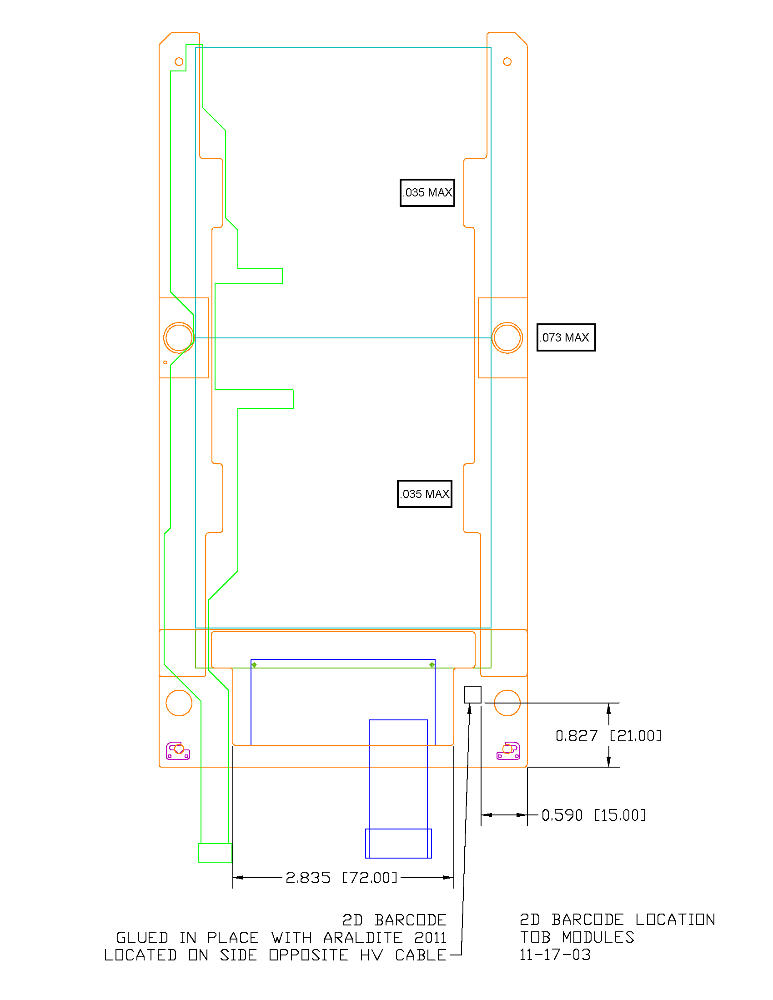 .035 MAX
.073 MAX
.035 MAX
0.827 [21.00]
0.590 [15.00]
2.835 [72.00]
2D BARCODE
GLUED IN PLACE WITH ARALDITE 2011
LOCATED ON SIDE OPPOSITE HV CABLE
2D BARCODE LOCATION
TOB MODULES
11-17-03